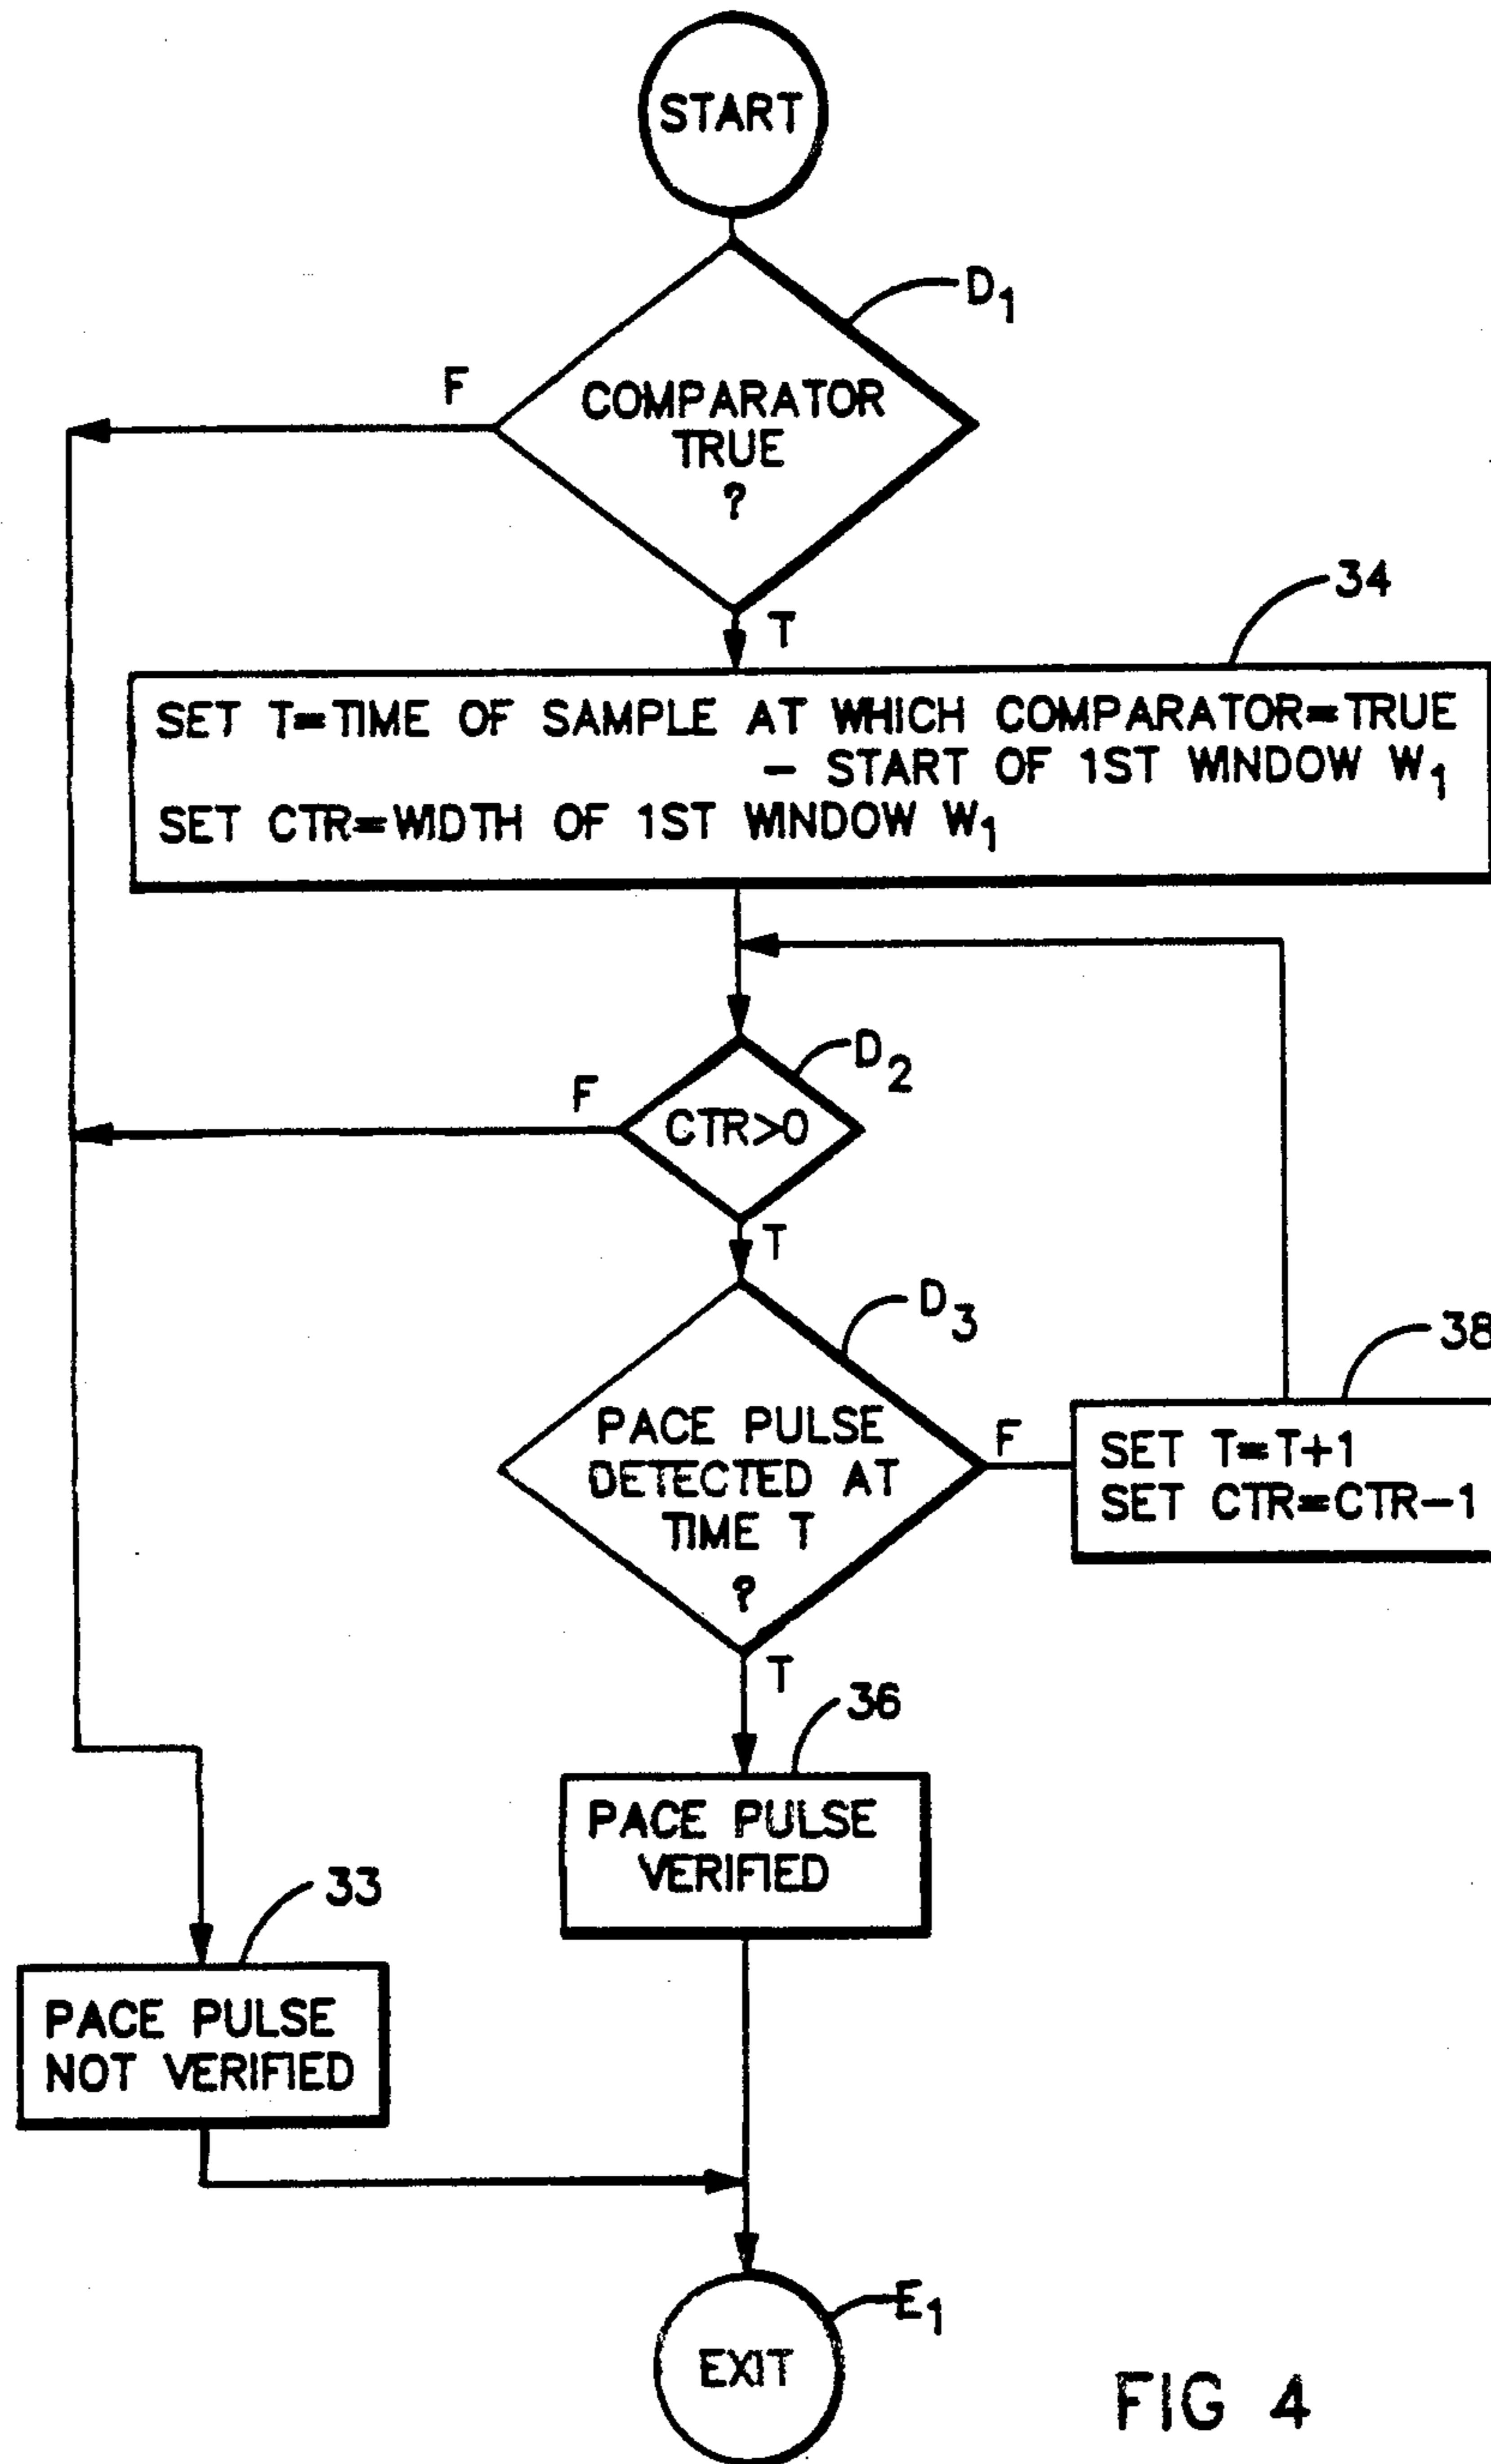 START
D1
F
COMPARATOR
TRUE
?
T
34
SET T=TIME OF SAMPLE AT WHICH COMPARATOR=TRUE
- START OF 1ST WINDOW W1
SET CTR=WIDTH OF 1ST WINDOW W1
D2
F
CTR>0
T
D3
38
PACE PULSE
DETECTED AT
TIME T
?
F
SET T=T+1
SET CTR=CTR-1
T
36
PACE PULSE
VERIFIED
33
PACE PULSE
NOT VERIFIED
E1
EXIT
FIG 4